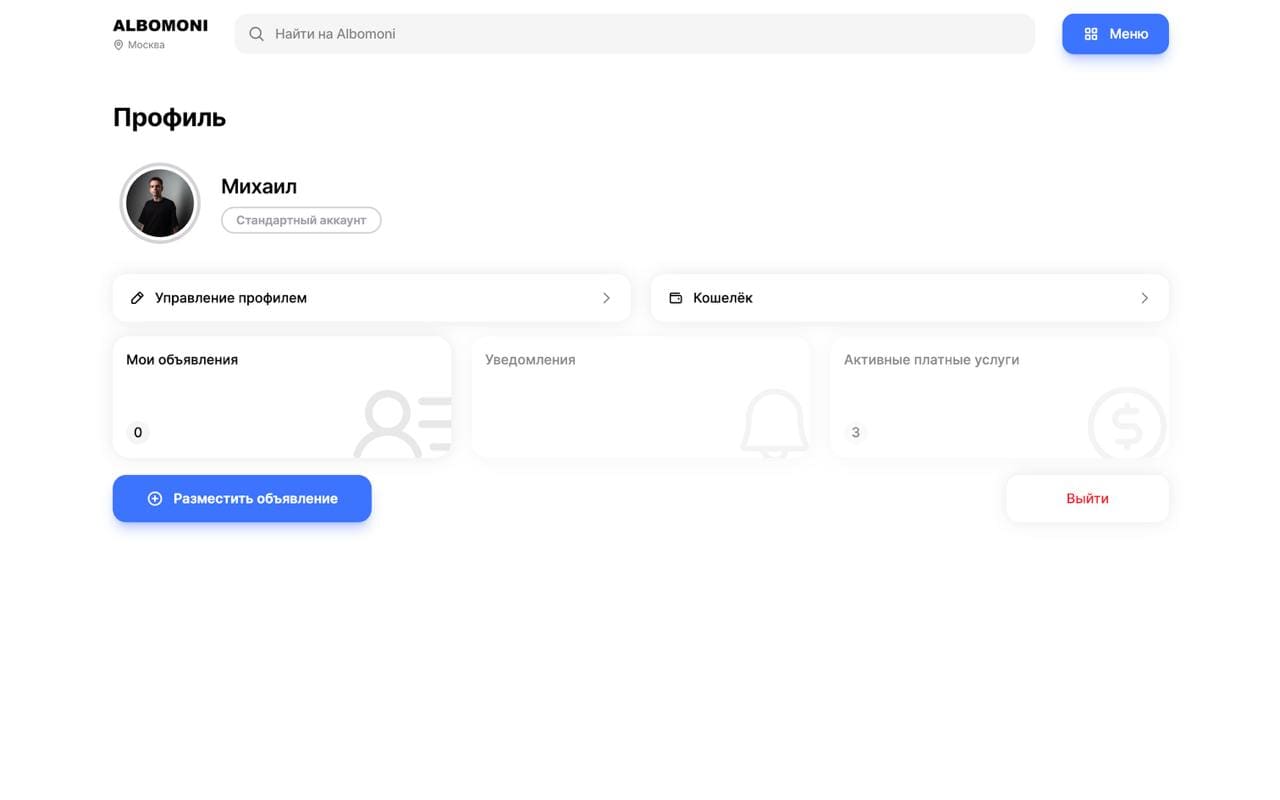 ALBOMONI
Москва
Найти на Albomoni
Меню
Профиль
Михаил
Стандартный аккаунт
Управление профилем
Кошелёк
Мои объявления
0
Уведомления
Активные платные услуги
3
Разместить объявление
Выйти